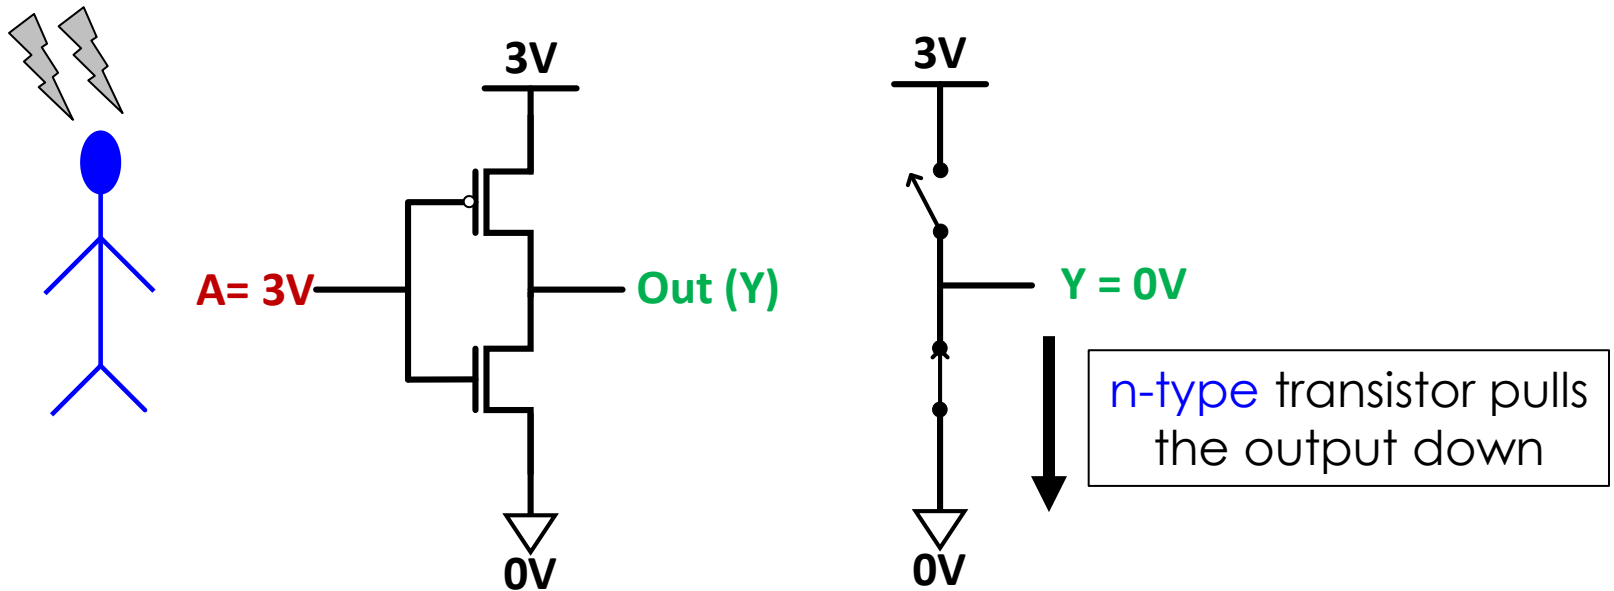 3V
A= 3V
Out (Y)
0V
3V
Y = 0V
0V
n-type transistor pulls
the output down